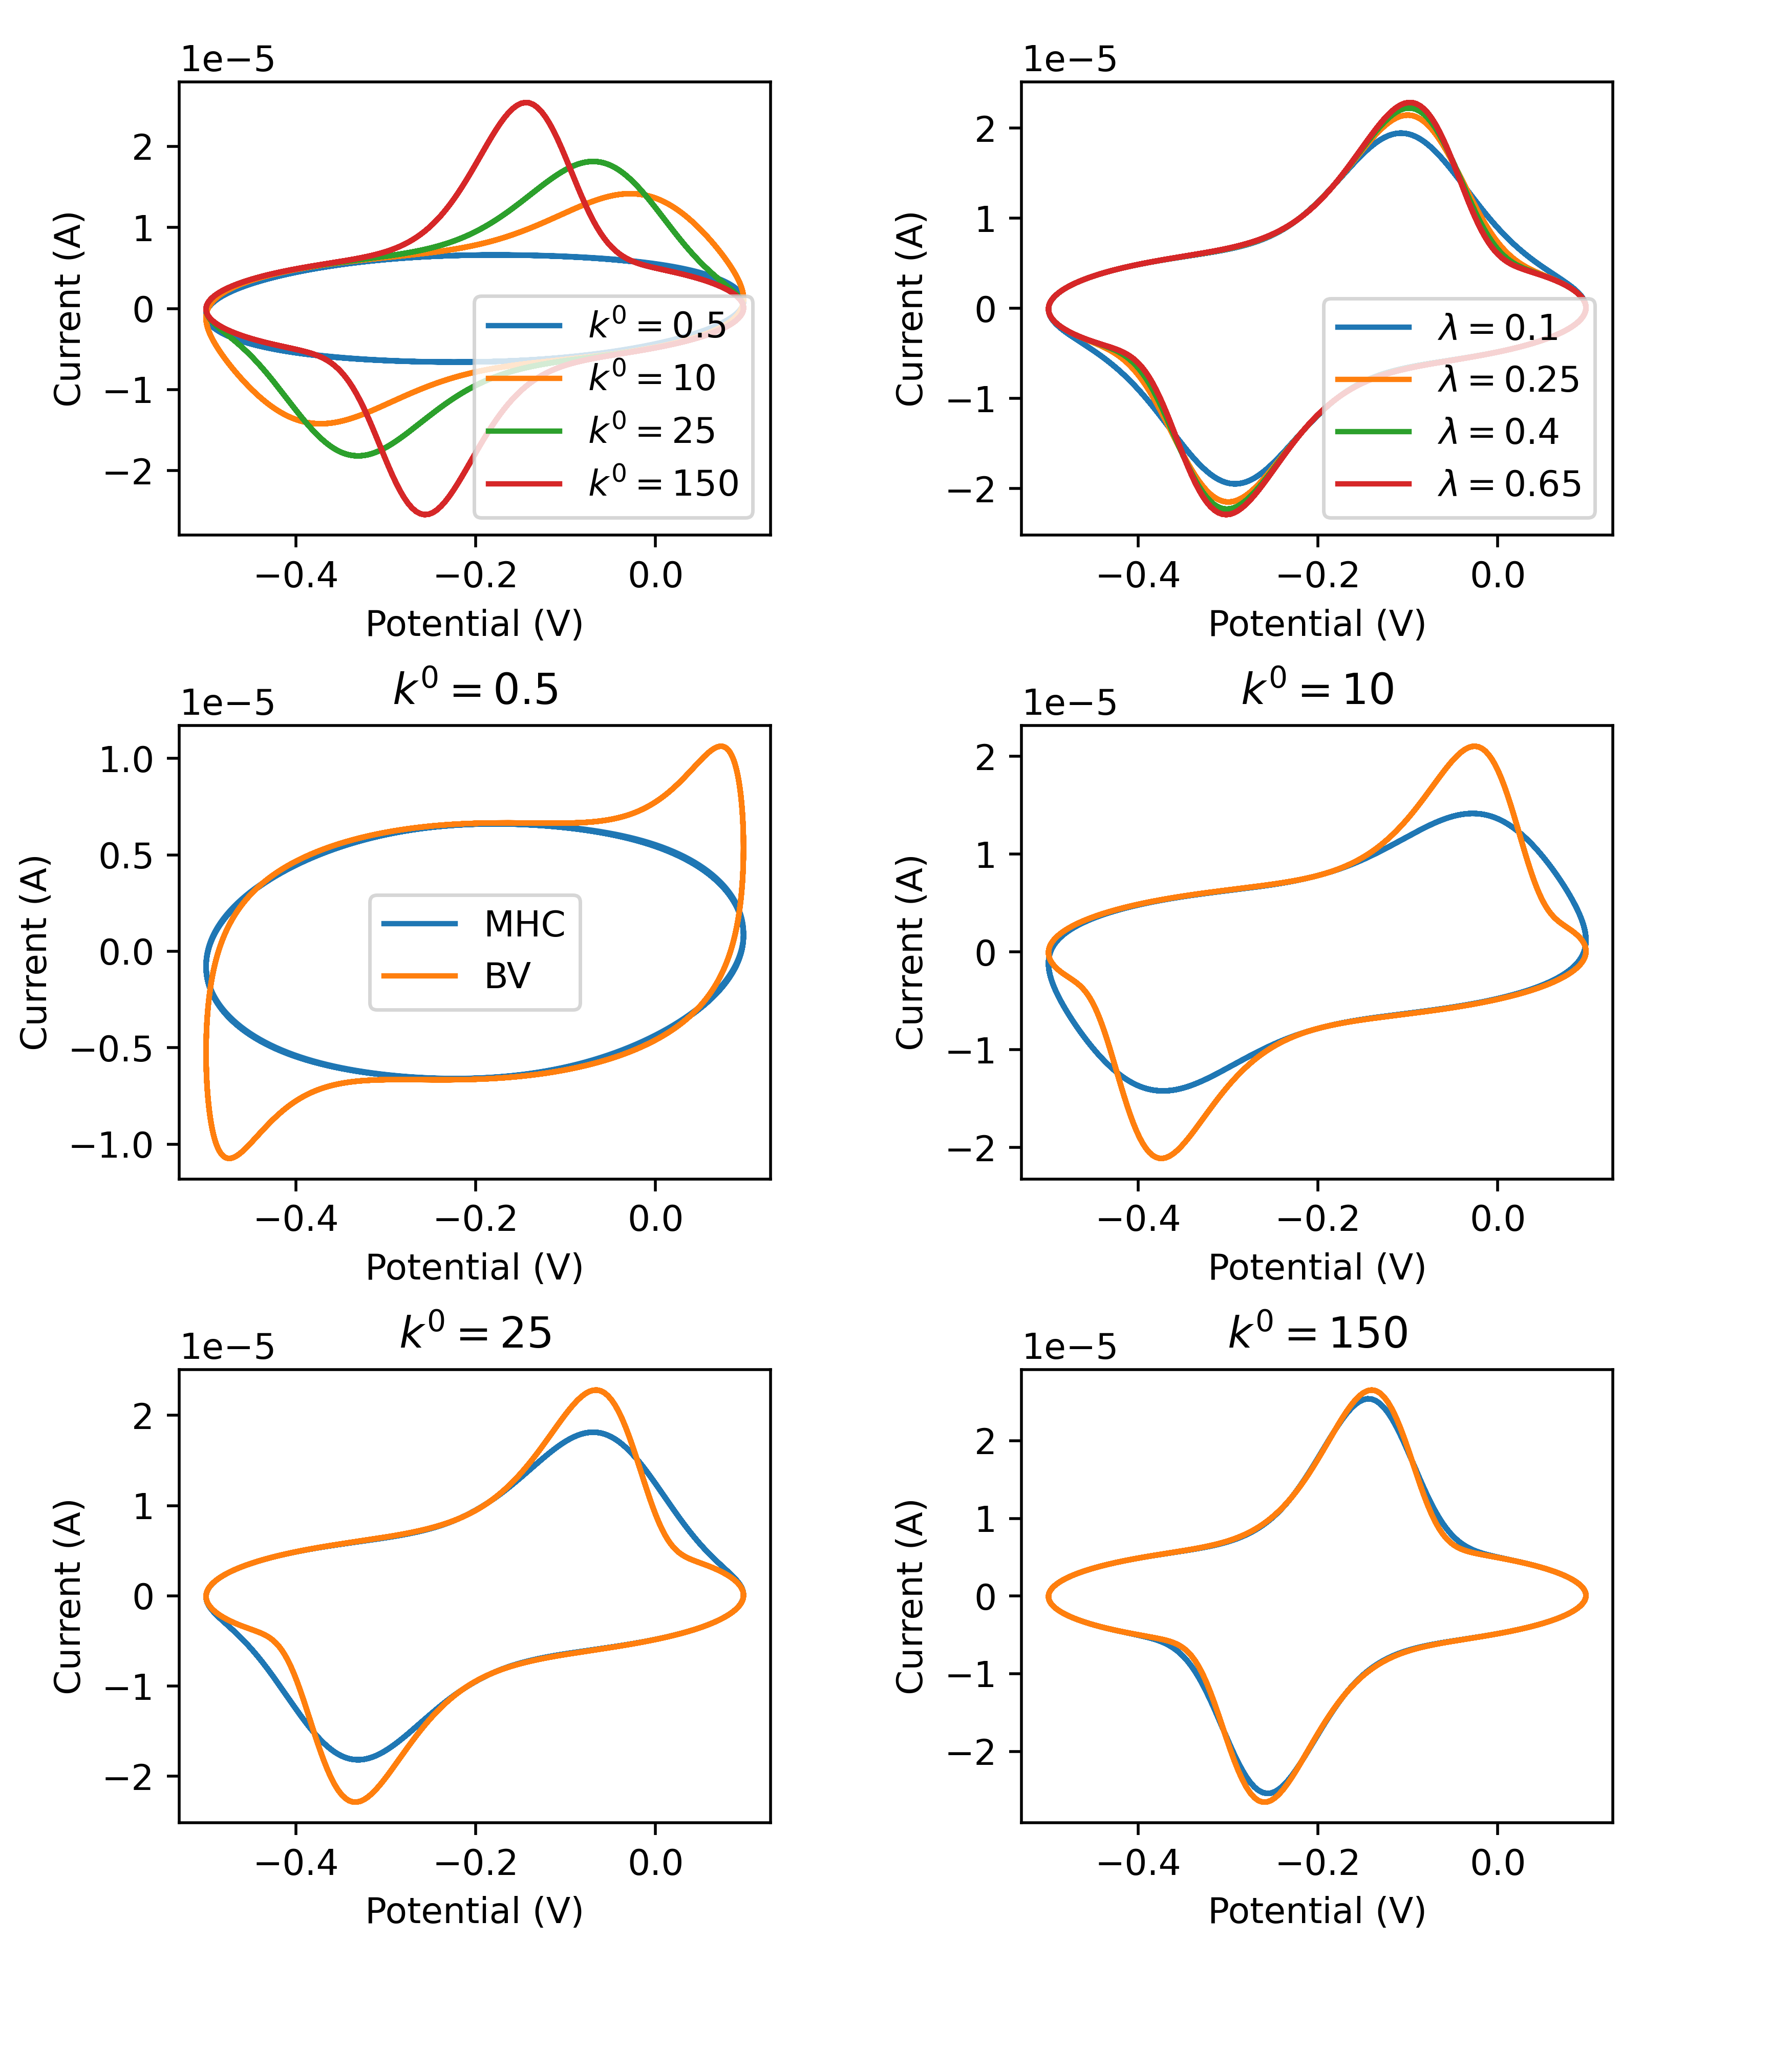 1e−5
2
1
0
−1
−2
Current (A)
−0.4 −0.2 0.0
Potential (V)
k⁰ = 0.5
k⁰ = 10
k⁰ = 25
k⁰ = 150
1e−5
2
1
0
−1
−2
Current (A)
−0.4 −0.2 0.0
Potential (V)
λ = 0.1
λ = 0.25
λ = 0.4
λ = 0.65
k⁰ = 0.5
1e−5
1.0
0.5
0.0
−0.5
−1.0
Current (A)
MHC
BV
−0.4 −0.2 0.0
Potential (V)
k⁰ = 10
1e−5
2
1
0
−1
−2
Current (A)
−0.4 −0.2 0.0
Potential (V)
k⁰ = 25
1e−5
2
1
0
−1
−2
Current (A)
−0.4 −0.2 0.0
Potential (V)
k⁰ = 150
1e−5
2
1
0
−1
−2
Current (A)
−0.4 −0.2 0.0
Potential (V)